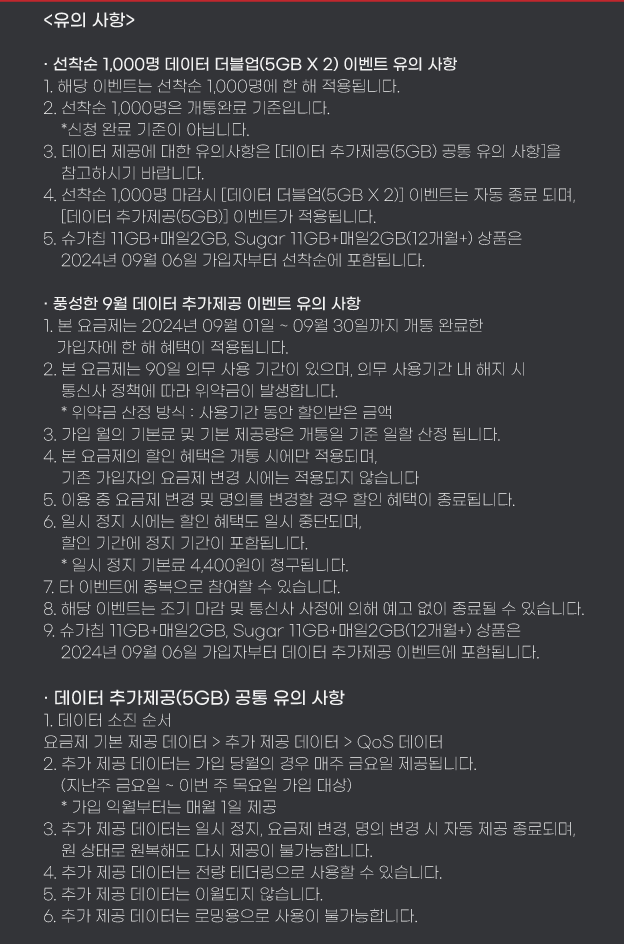 <유의 사항>
· 선착순 1,000명 데이터 더블업(5GB X 2) 이벤트 유의 사항
1. 해당 이벤트는 선착순 1,000명에 한 해 적용됩니다.
2. 선착순 1,000명은 개통완료 기준입니다.
*신청 완료 기준이 아닙니다.
3. 데이터 제공에 대한 유의사항은 [데이터 추가제공(5GB) 공통 유의 사항]을
참고하시기 바랍니다.
4. 선착순 1,000명 마감시 [데이터 더블업(5GB X 2)] 이벤트는 자동 종료 되며,
[데이터 추가제공(5GB)] 이벤트가 적용됩니다.
5. 슈가칩 11GB+매일2GB, Sugar 11GB+매일2GB(12개월+) 상품은
2024년 09월 06일 가입자부터 선착순에 포함됩니다.
· 풍성한 9월 데이터 추가제공 이벤트 유의 사항
1. 본 요금제는 2024년 09월 01일 ~ 09월 30일까지 개통 완료한
가입자에 한 해 혜택이 적용됩니다.
2. 본 요금제는 90일 의무 사용 기간이 있으며, 의무 사용기간 내 해지 시
통신사 정책에 따라 위약금이 발생합니다.
* 위약금 산정 방식 : 사용기간 동안 할인받은 금액
3. 가입 월의 기본료 및 기본 제공량은 개통일 기준 일할 산정 됩니다.
4. 본 요금제의 할인 혜택은 개통 시에만 적용되며,
기존 가입자의 요금제 변경 시에는 적용되지 않습니다
5. 이용 중 요금제 변경 및 명의를 변경할 경우 할인 혜택이 종료됩니다.
6. 일시 정지 시에는 할인 혜택도 일시 중단되며,
할인 기간에 정지 기간이 포함됩니다.
* 일시 정지 기본료 4,400원이 청구됩니다.
7. 타 이벤트에 중복으로 참여할 수 있습니다.
8. 해당 이벤트는 조기 마감 및 통신사 사정에 의해 예고 없이 종료될 수 있습니다.
9. 슈가칩 11GB+매일2GB, Sugar 11GB+매일2GB(12개월+) 상품은
2024년 09월 06일 가입자부터 데이터 추가제공 이벤트에 포함됩니다.
· 데이터 추가제공(5GB) 공통 유의 사항
1. 데이터 소진 순서
요금제 기본 제공 데이터 > 추가 제공 데이터 > QoS 데이터
2. 추가 제공 데이터는 가입 당월의 경우 매주 금요일 제공됩니다.
(지난주 금요일 ~ 이번 주 목요일 가입 대상)
* 가입 익월부터는 매월 1일 제공
3. 추가 제공 데이터는 일시 정지, 요금제 변경, 명의 변경 시 자동 제공 종료되며,
원 상태로 원복해도 다시 제공이 불가능합니다.
4. 추가 제공 데이터는 전량 테더링으로 사용할 수 있습니다.
5. 추가 제공 데이터는 이월되지 않습니다.
6. 추가 제공 데이터는 로밍용으로 사용이 불가능합니다.